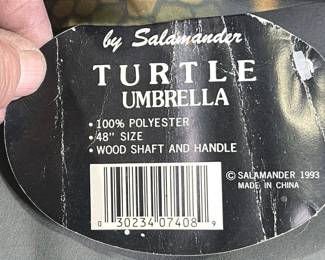 by Salamander
TURTLE
UMBRELLA
• 100% POLYESTER
• 48" SIZE
• WOOD SHAFT AND HANDLE
© SALAMANDER 1993
MADE IN CHINA
0 30234 07408 9